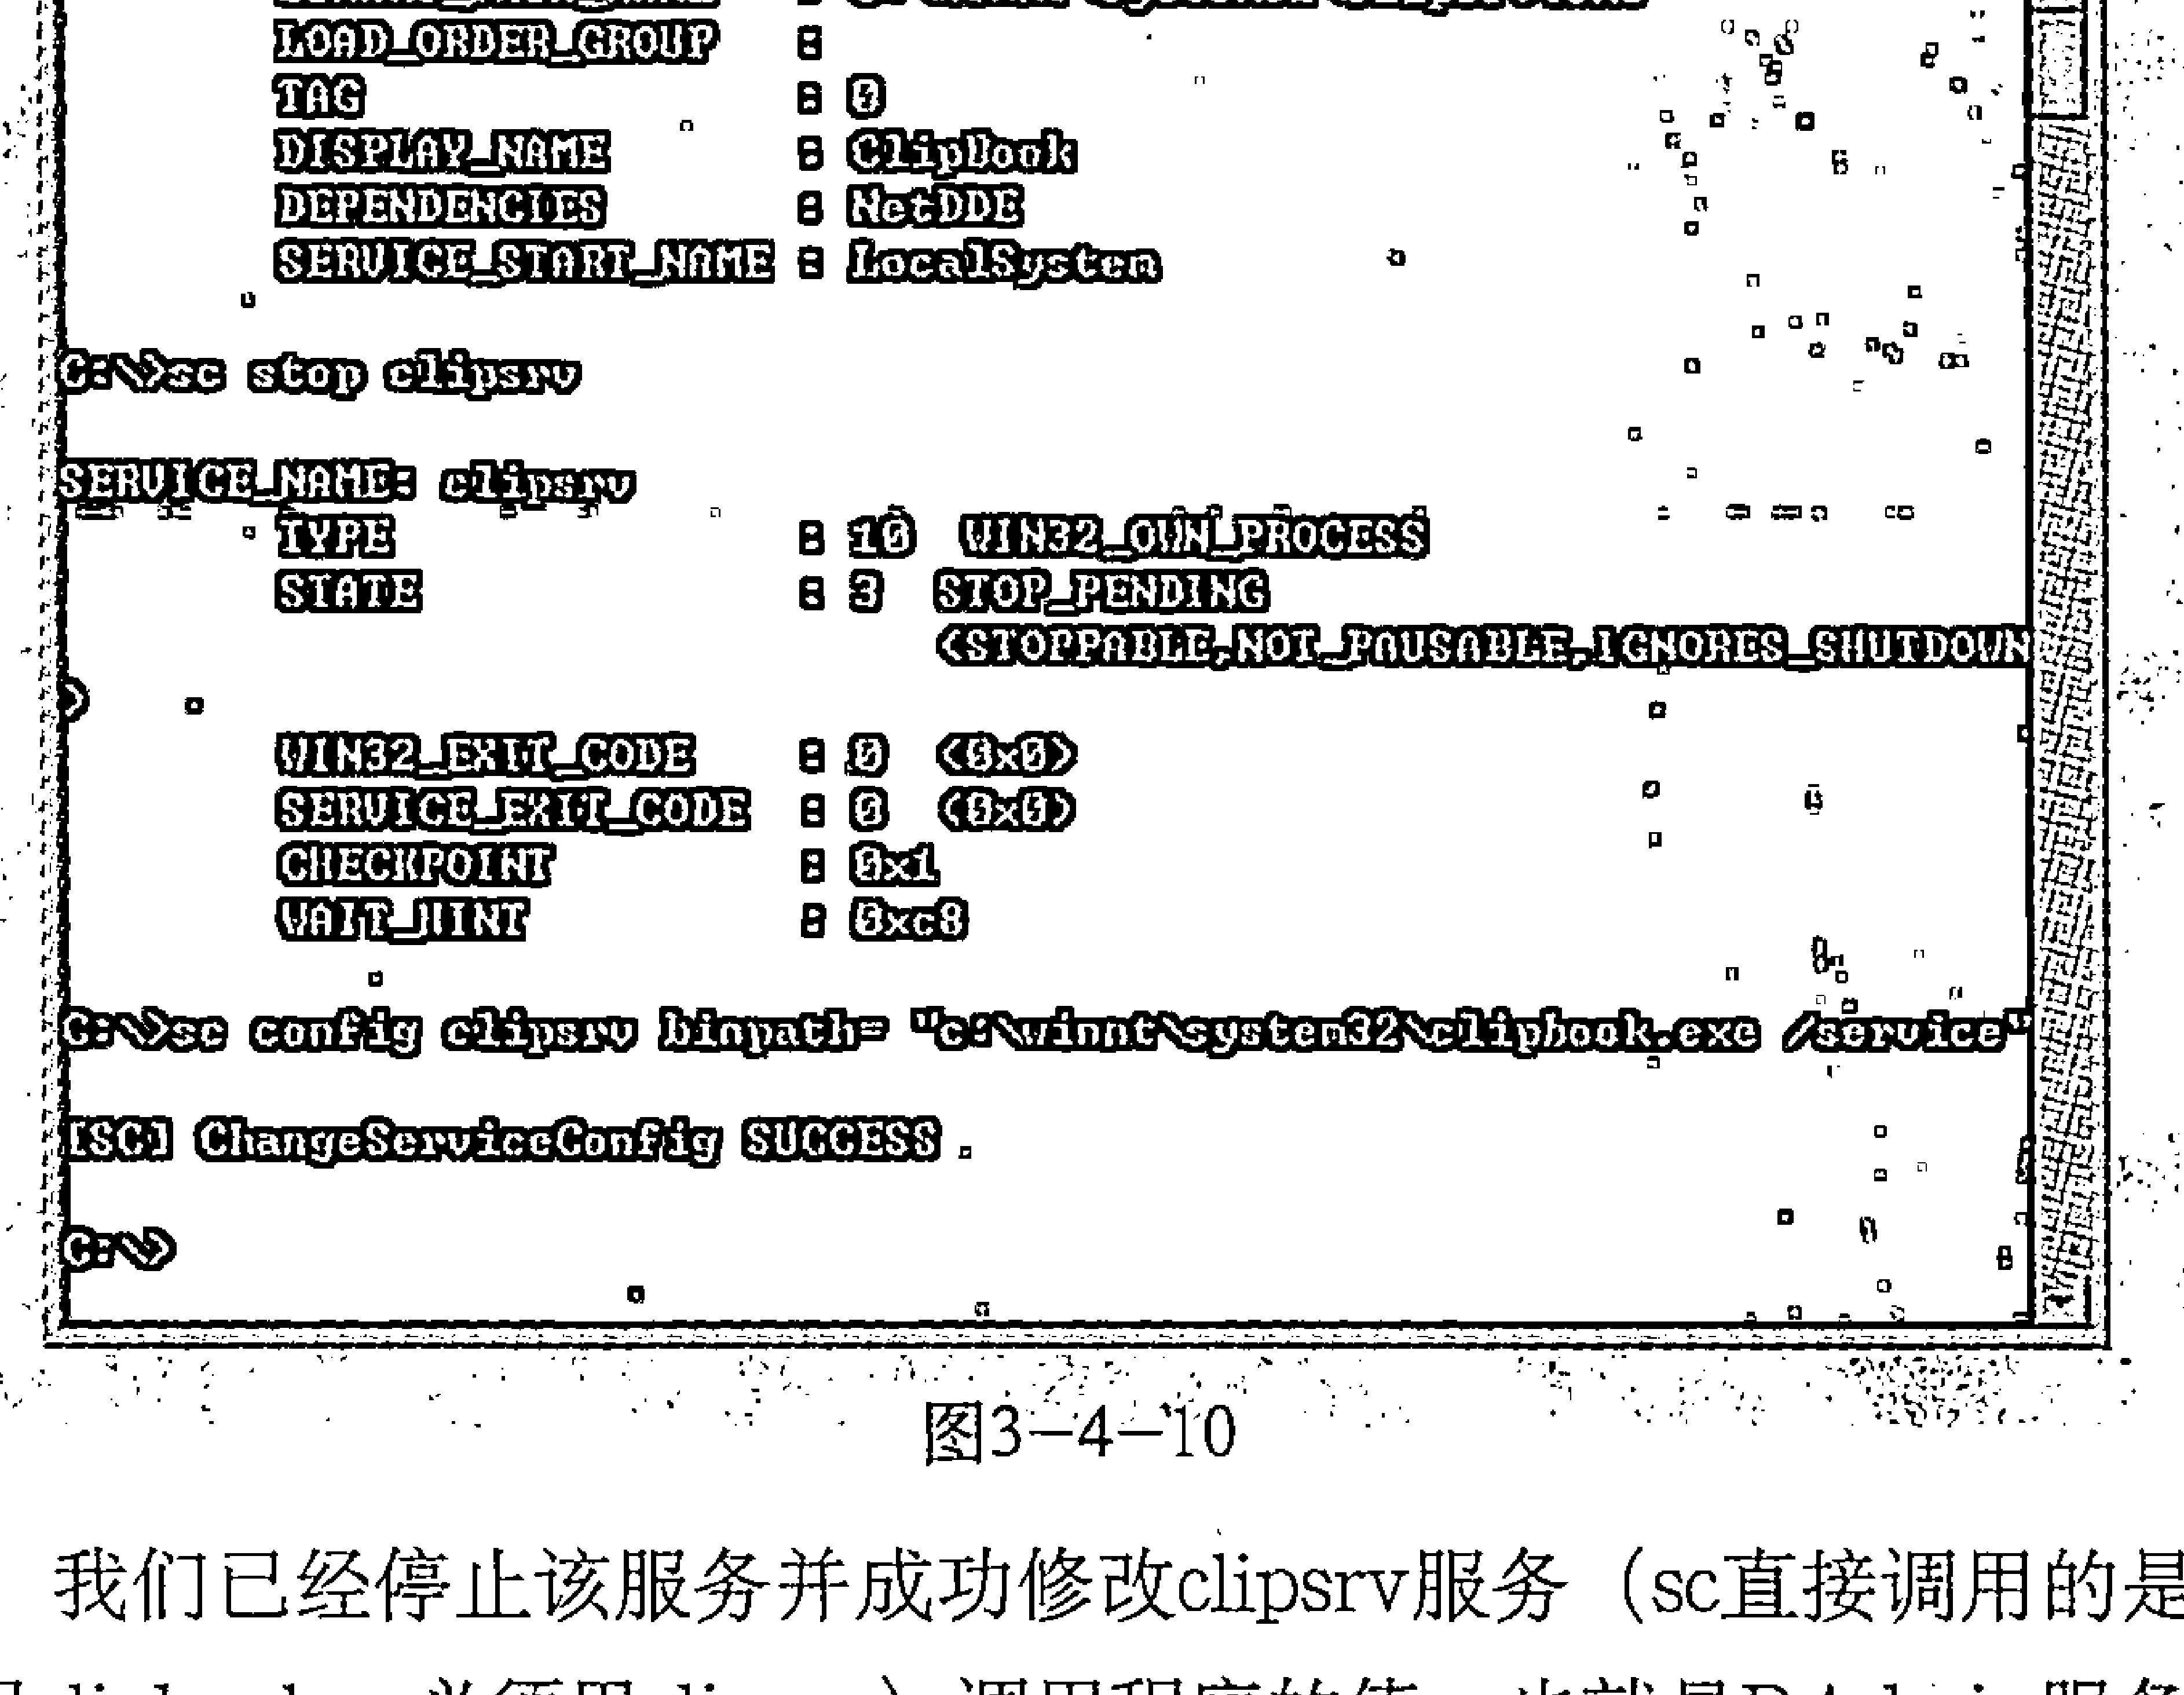 LOAD_ORDER_GROUP :
TAG : 0
DISPLAY_NAME : ClipBook
DEPENDENCIES : NetDDE
SERVICE_START_NAME : LocalSystem
C:\>sc stop clipsrv
SERVICE_NAME: clipsrv
TYPE : 10 WIN32_OWN_PROCESS
STATE : 3 STOP_PENDING
<STOPPABLE,NOT_PAUSABLE,IGNORES_SHUTDOWN
>
WIN32_EXIT_CODE : 0 <0x0>
SERVICE_EXIT_CODE : 0 <0x0>
CHECKPOINT : 0x1
WAIT_HINT : 0xc8
C:\>sc config clipsrv binpath= "c:\winnt\system32\clipbook.exe /service"
[SC] ChangeServiceConfig SUCCESS
C:\>
图3-4-10
我们已经停止该服务并成功修改clipsrv服务（sc直接调用的是